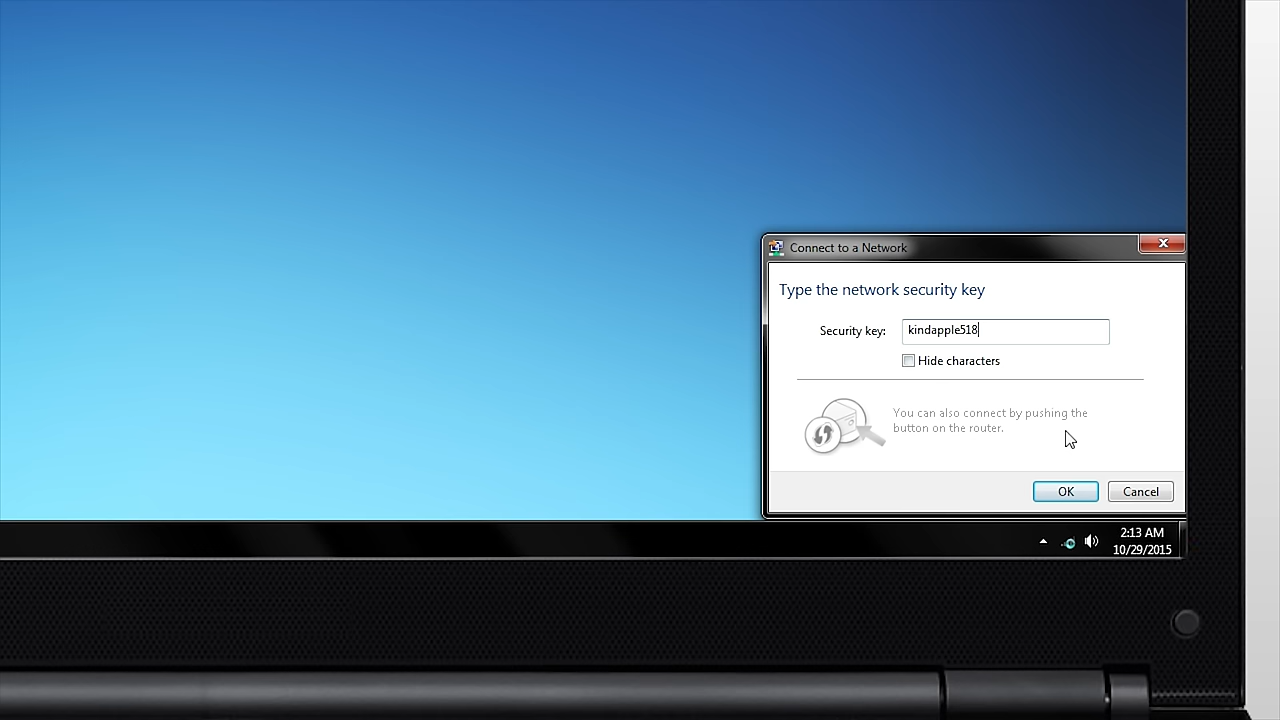 Connect to a Network
Type the network security key
Security key: kindapple518
Hide characters
You can also connect by pushing the
button on the router.
OK Cancel
2:13 AM
10/29/2015